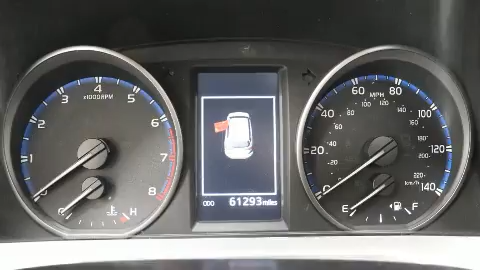 4
3 5
x1000RPM
2 6
1 7
8
C H
ODO 61293 miles
60 80
MPH
40 100
80 100 120 140
60 160
40 180
20 120
20 200
0 140
0 220
km/h
E F